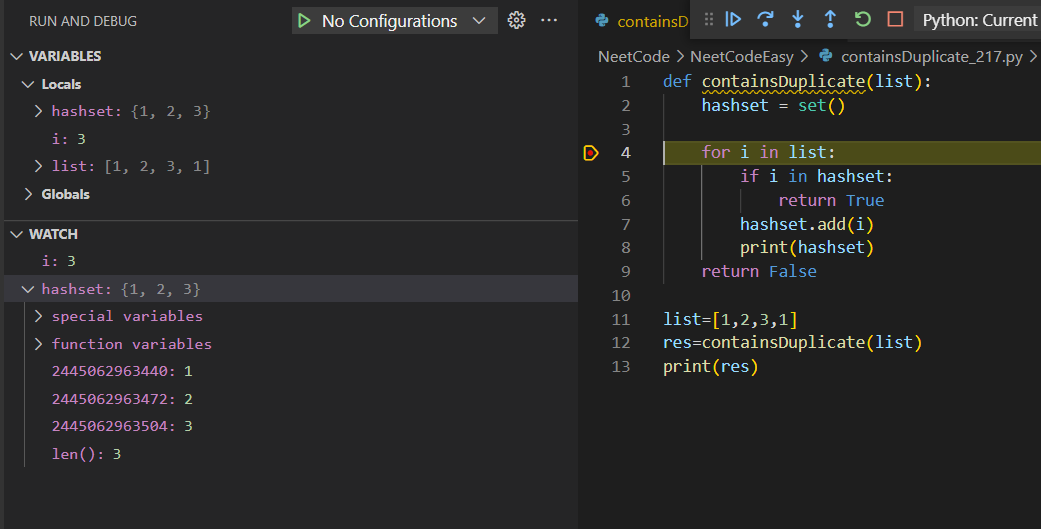 RUN AND DEBUG
No Configurations
VARIABLES
Locals
hashset: {1, 2, 3}
i: 3
list: [1, 2, 3, 1]
Globals
WATCH
i: 3
hashset: {1, 2, 3}
special variables
function variables
2445062963440: 1
2445062963472: 2
2445062963504: 3
len(): 3
containsD
Python: Current
NeetCode > NeetCodeEasy > containsDuplicate_217.py >
1 def containsDuplicate(list):
2 hashset = set()
3
4 for i in list:
5 if i in hashset:
6 return True
7 hashset.add(i)
8 print(hashset)
9 return False
10
11 list=[1,2,3,1]
12 res=containsDuplicate(list)
13 print(res)